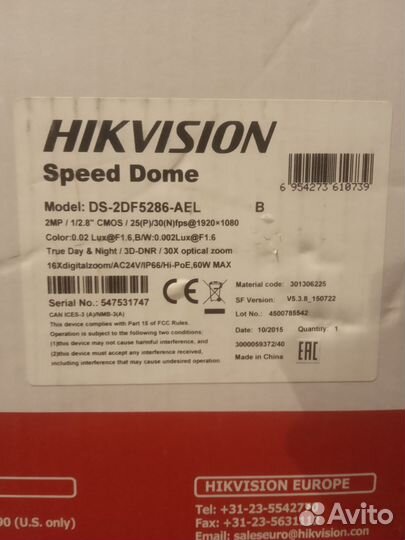 HIKVISION
Speed Dome
6 954273 610739
Model: DS-2DF5286-AEL B
2MP / 1/2.8" CMOS / 25(P)/30(N)fps@1920×1080
Color:0.02 Lux@F1.6,B/W:0.002Lux@F1.6
True Day & Night / 3D-DNR / 30X optical zoom
16Xdigitalzoom/AC24V/IP66/Hi-PoE,60W MAX
Serial No.: 547531747
CAN ICES-3 (A)/NMB-3(A)
This device complies with Part 15 of FCC Rules.
Operation is subject to the following two conditions:
(1)this device may not cause harmful interference, and
(2)this device must accept any interference received,
including interference that may cause undesired operation.
CE
Material code: 301306225
SF Version: V5.3.8_150722
Lot No.: 4500785542
Date: 10/2015 Quantity: 1
3000059372/40
Made in China
EAC
90 (U.S. only)
HIKVISION EUROPE
Tel: +31-23-5542770
Fax: +31-23-5631112
Email: saleseuro@hikvision.
Avito